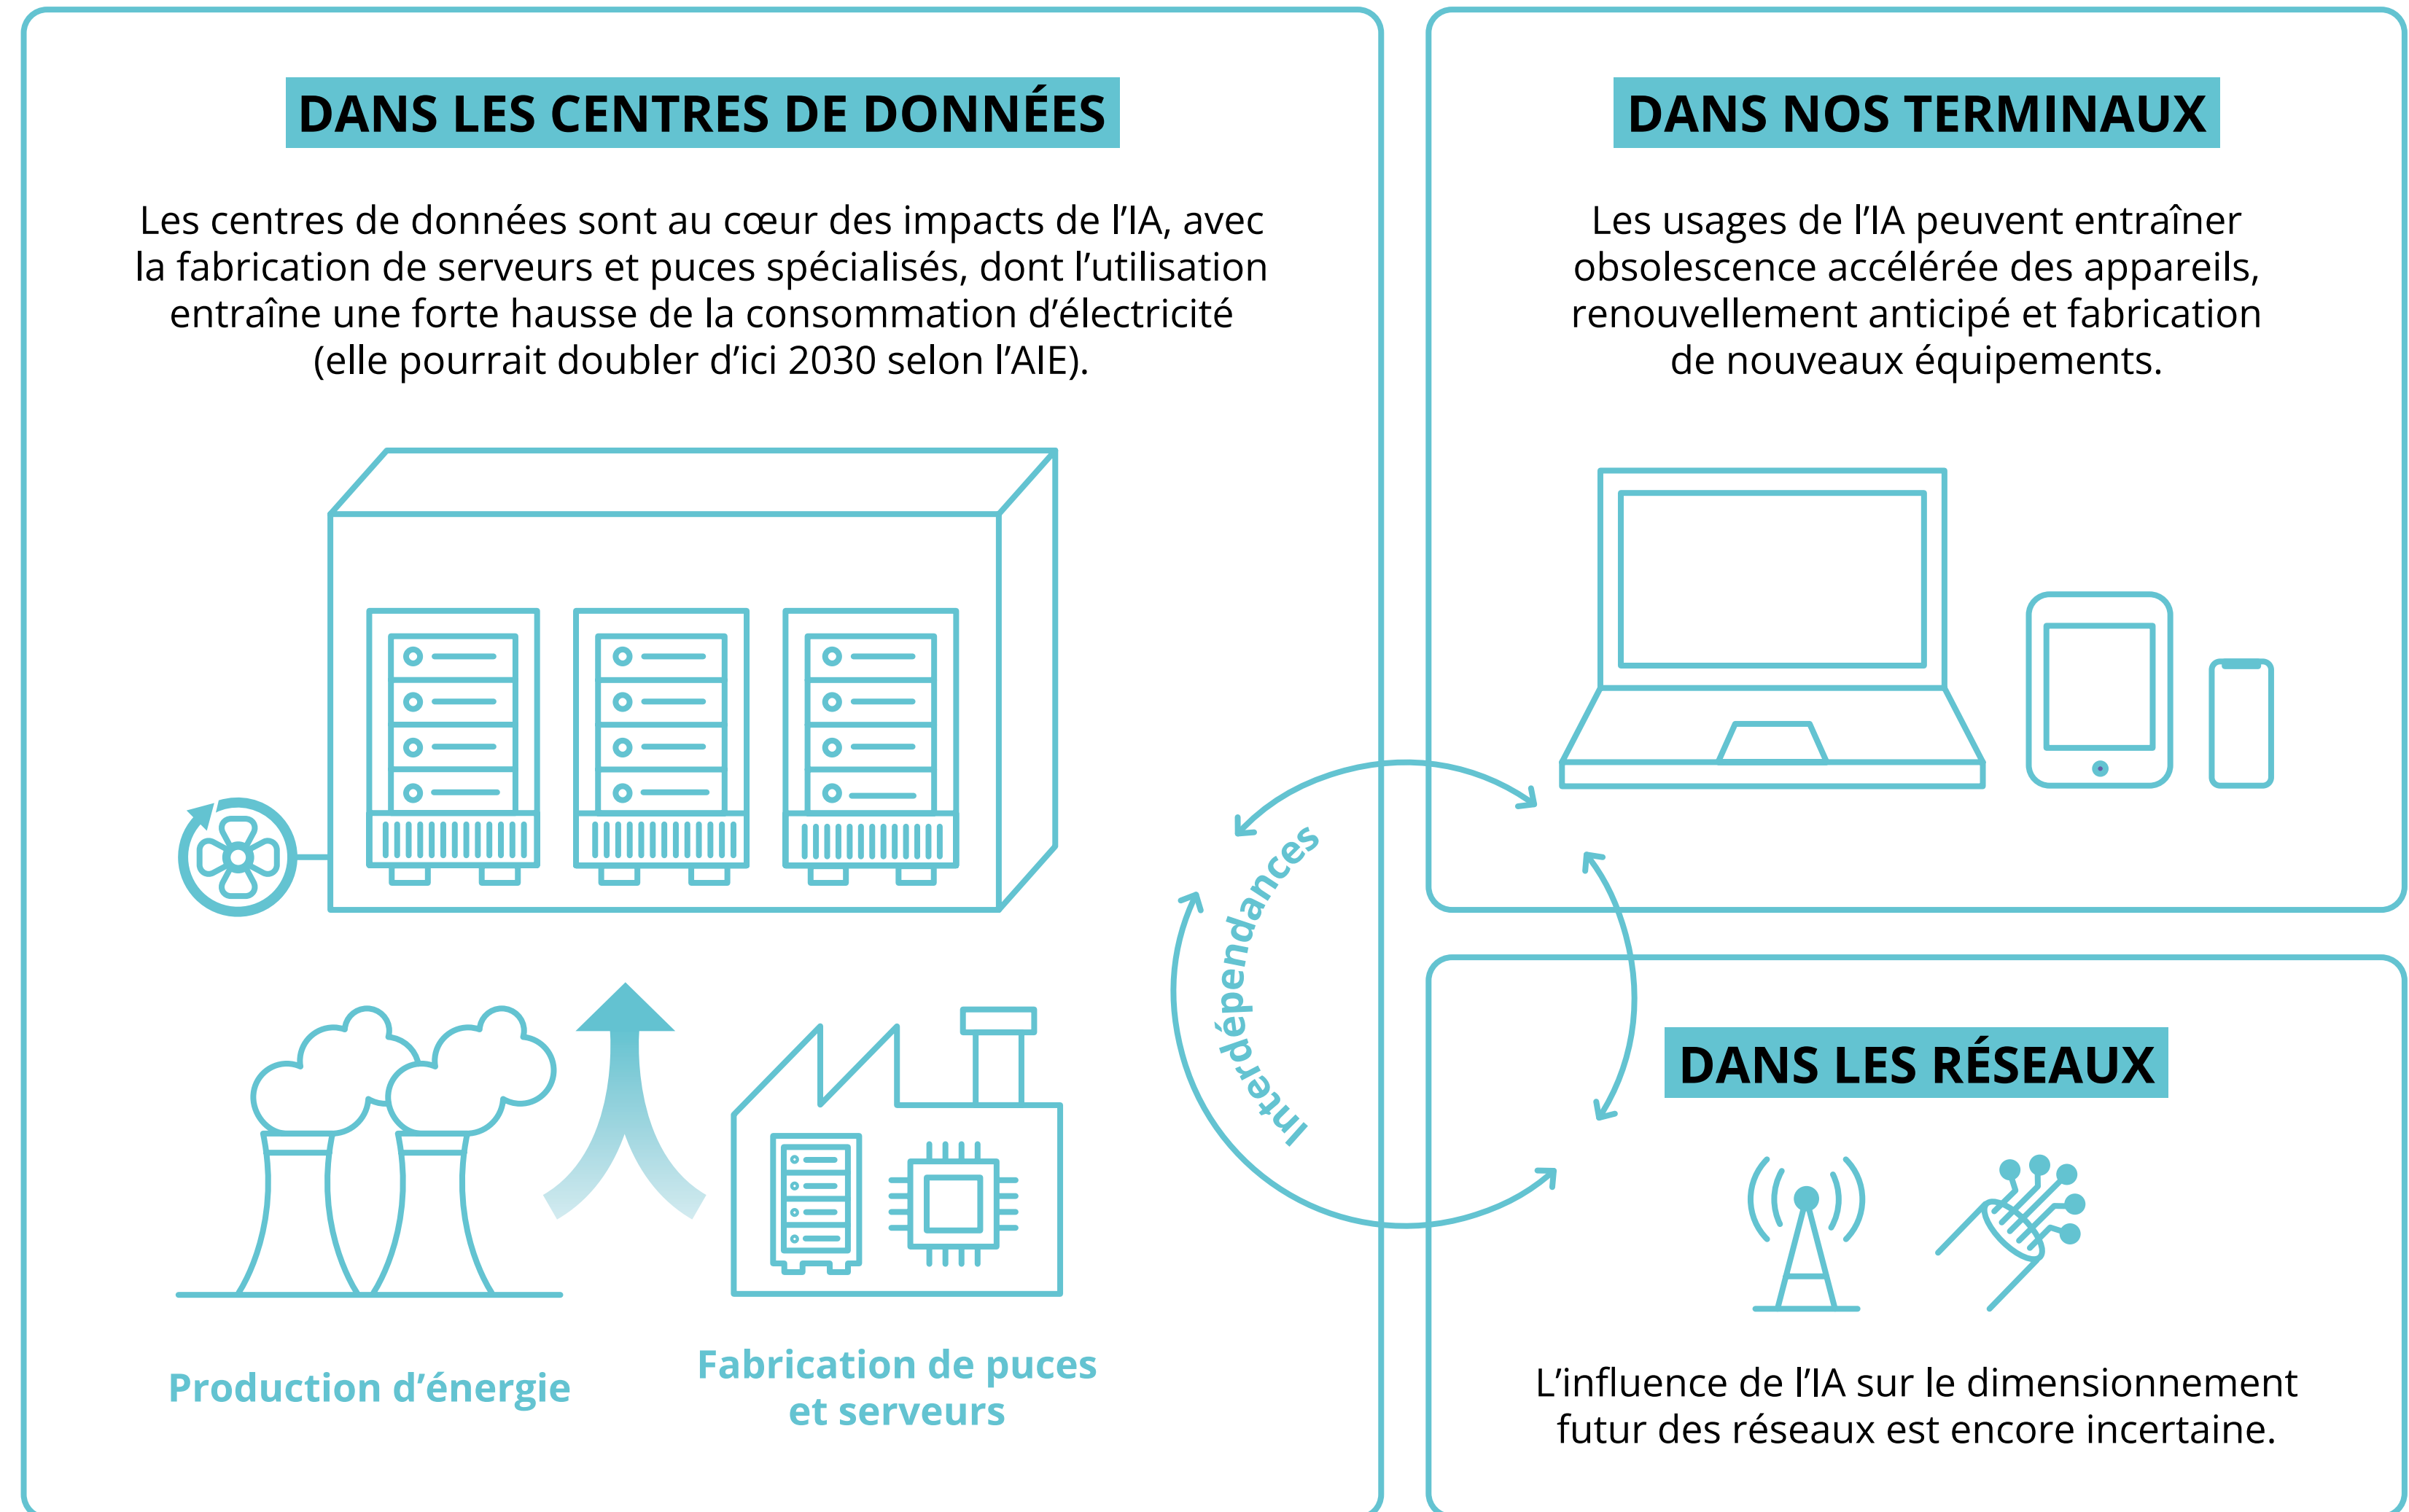 DANS LES CENTRES DE DONNÉES
Les centres de données sont au cœur des impacts de l’IA, avec
la fabrication de serveurs et puces spécialisés, dont l’utilisation
entraîne une forte hausse de la consommation d’électricité
(elle pourrait doubler d’ici 2030 selon l’AIE).
Production d’énergie
Fabrication de puces
et serveurs
Interdépendances
DANS NOS TERMINAUX
Les usages de l’IA peuvent entraîner
obsolescence accélérée des appareils,
renouvellement anticipé et fabrication
de nouveaux équipements.
DANS LES RÉSEAUX
L’influence de l’IA sur le dimensionnement
futur des réseaux est encore incertaine.